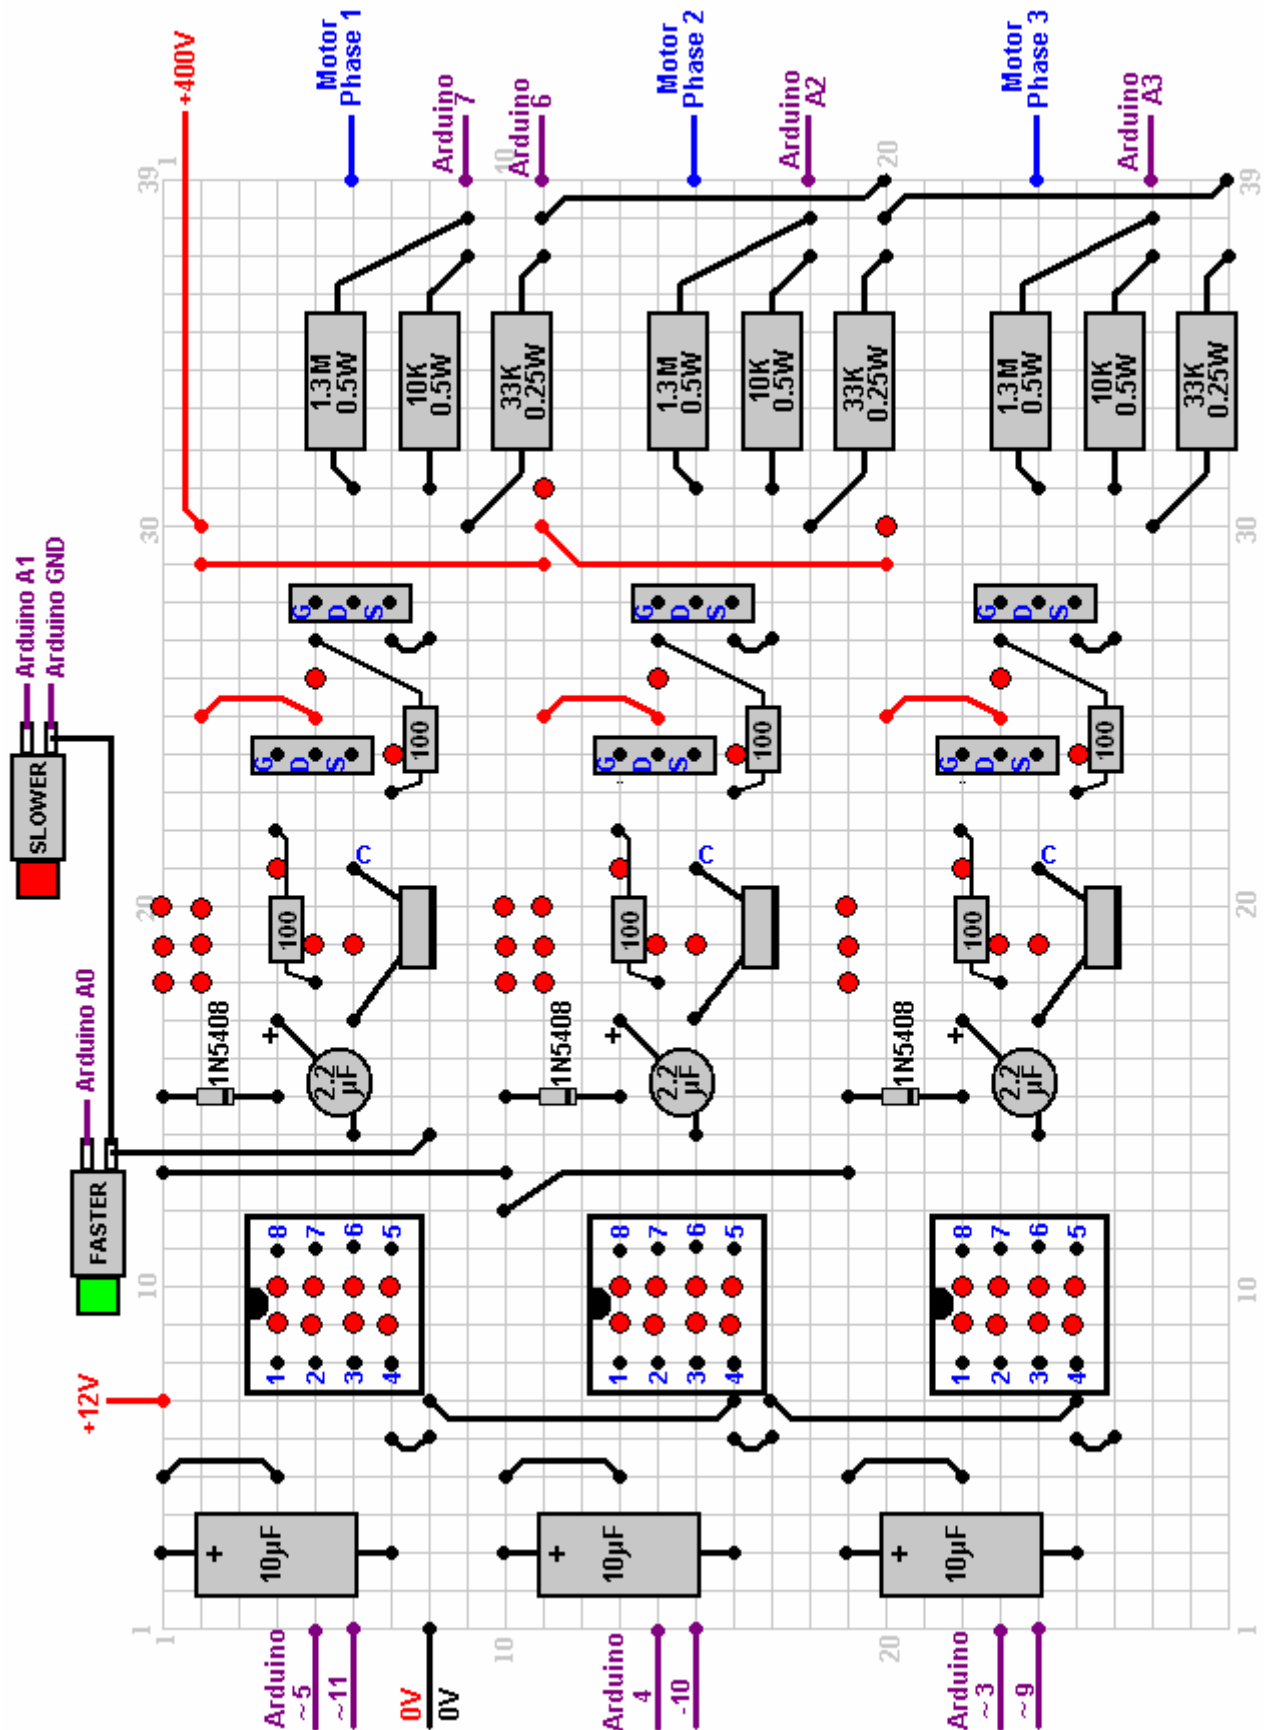 +400V
Motor
Phase 1
Arduino
7
Arduino
6
Motor
Phase 2
Arduino
A2
Motor
Phase 3
Arduino
A3
39
1
10
20
39
1.3M
0.5W
10K
0.5W
33K
0.25W
1.3M
0.5W
10K
0.5W
33K
0.25W
1.3M
0.5W
10K
0.5W
33K
0.25W
30
30
Arduino A1
Arduino GND
SLOWER
G
D
S
G
D
S
G
D
S
G
D
S
100
G
D
S
100
G
D
S
100
C
C
C
20
20
100
100
100
Arduino A0
FASTER
1N5408
+
2.2
µF
1N5408
+
2.2
µF
1N5408
+
2.2
µF
8
7
6
5
8
7
6
5
8
7
6
5
10
10
1
2
3
4
1
2
3
4
1
2
3
4
+12V
+
10µF
+
10µF
+
10µF
1
1
10
20
1
Arduino
~5
~11
0V
0V
Arduino
4
-10
Arduino
~3
~9